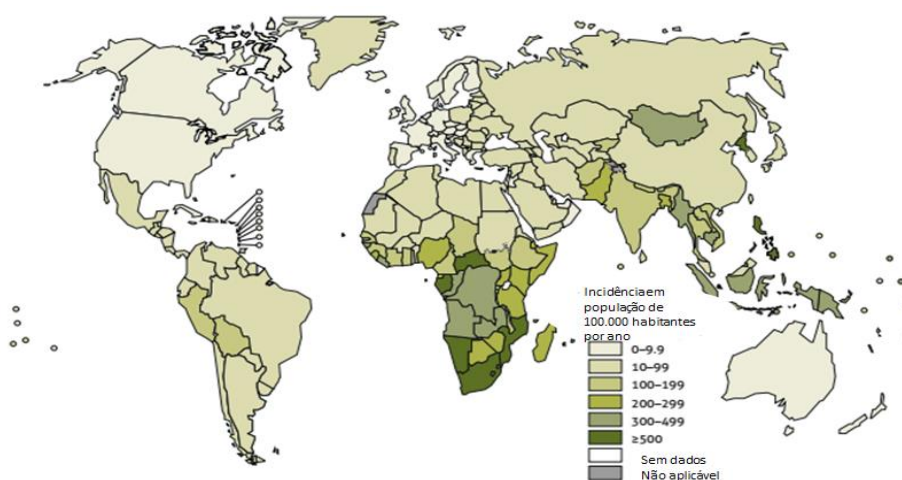 Incidênciaem
população de
100.000 habitantes
por ano
0–9.9
10–99
100–199
200–299
300–499
≥500
Sem dados
Não aplicável